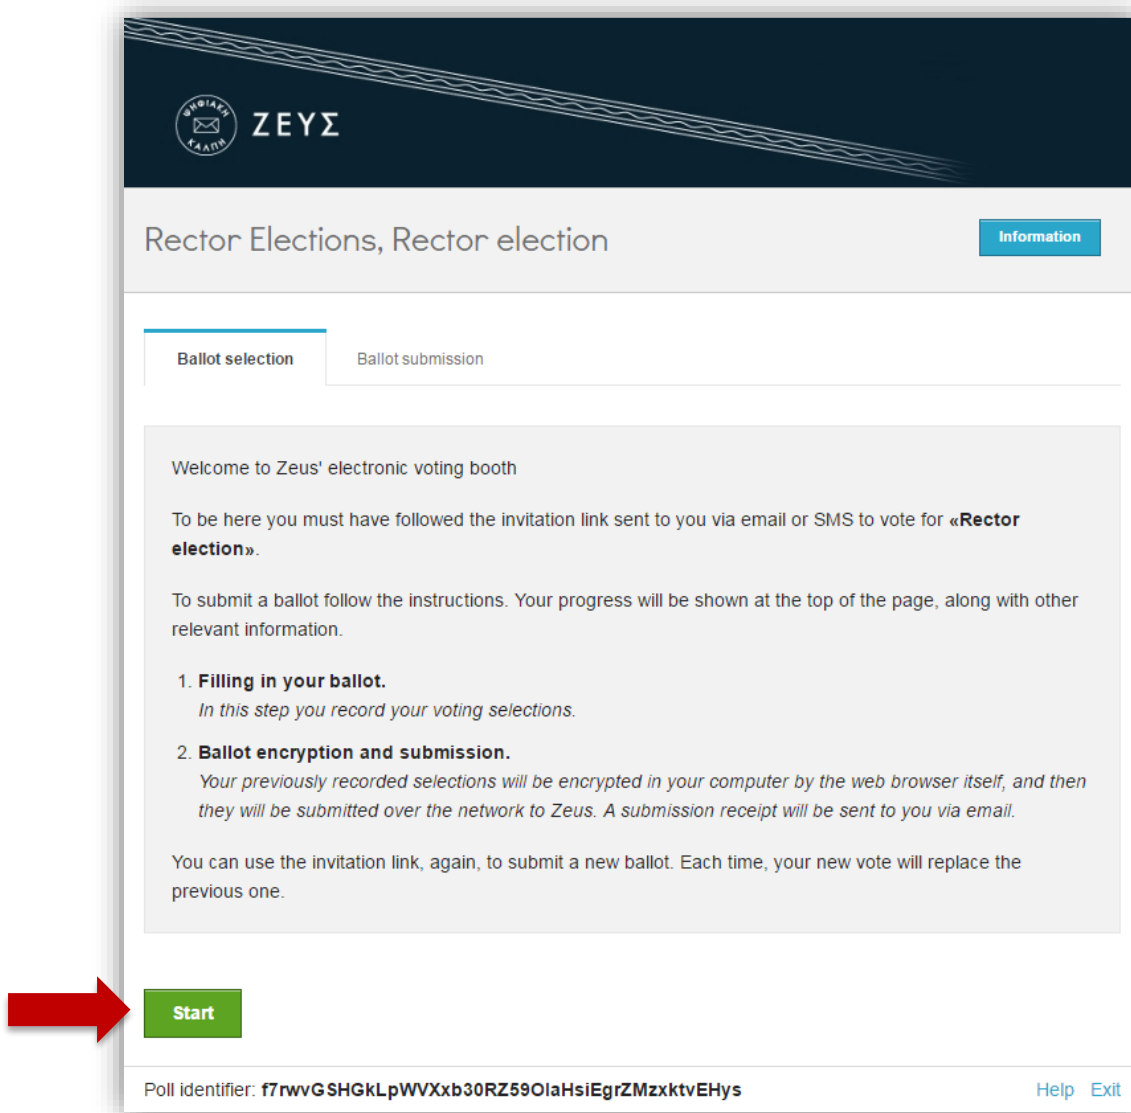 ΨΗΦΙΑΚΗ
ΚΑΛΠΗ
ΖΕΥΣ
Rector Elections, Rector election
Information
Ballot selection
Ballot submission
Welcome to Zeus' electronic voting booth
To be here you must have followed the invitation link sent to you via email or SMS to vote for «Rector
election».
To submit a ballot follow the instructions. Your progress will be shown at the top of the page, along with other
relevant information.
1. Filling in your ballot.
In this step you record your voting selections.
2. Ballot encryption and submission.
Your previously recorded selections will be encrypted in your computer by the web browser itself, and then
they will be submitted over the network to Zeus. A submission receipt will be sent to you via email.
You can use the invitation link, again, to submit a new ballot. Each time, your new vote will replace the
previous one.
Start
Poll identifier: f7rwvGSHGkLpWVXxb30RZ59OlaHsiEgrZMzxktvEHys
Help Exit